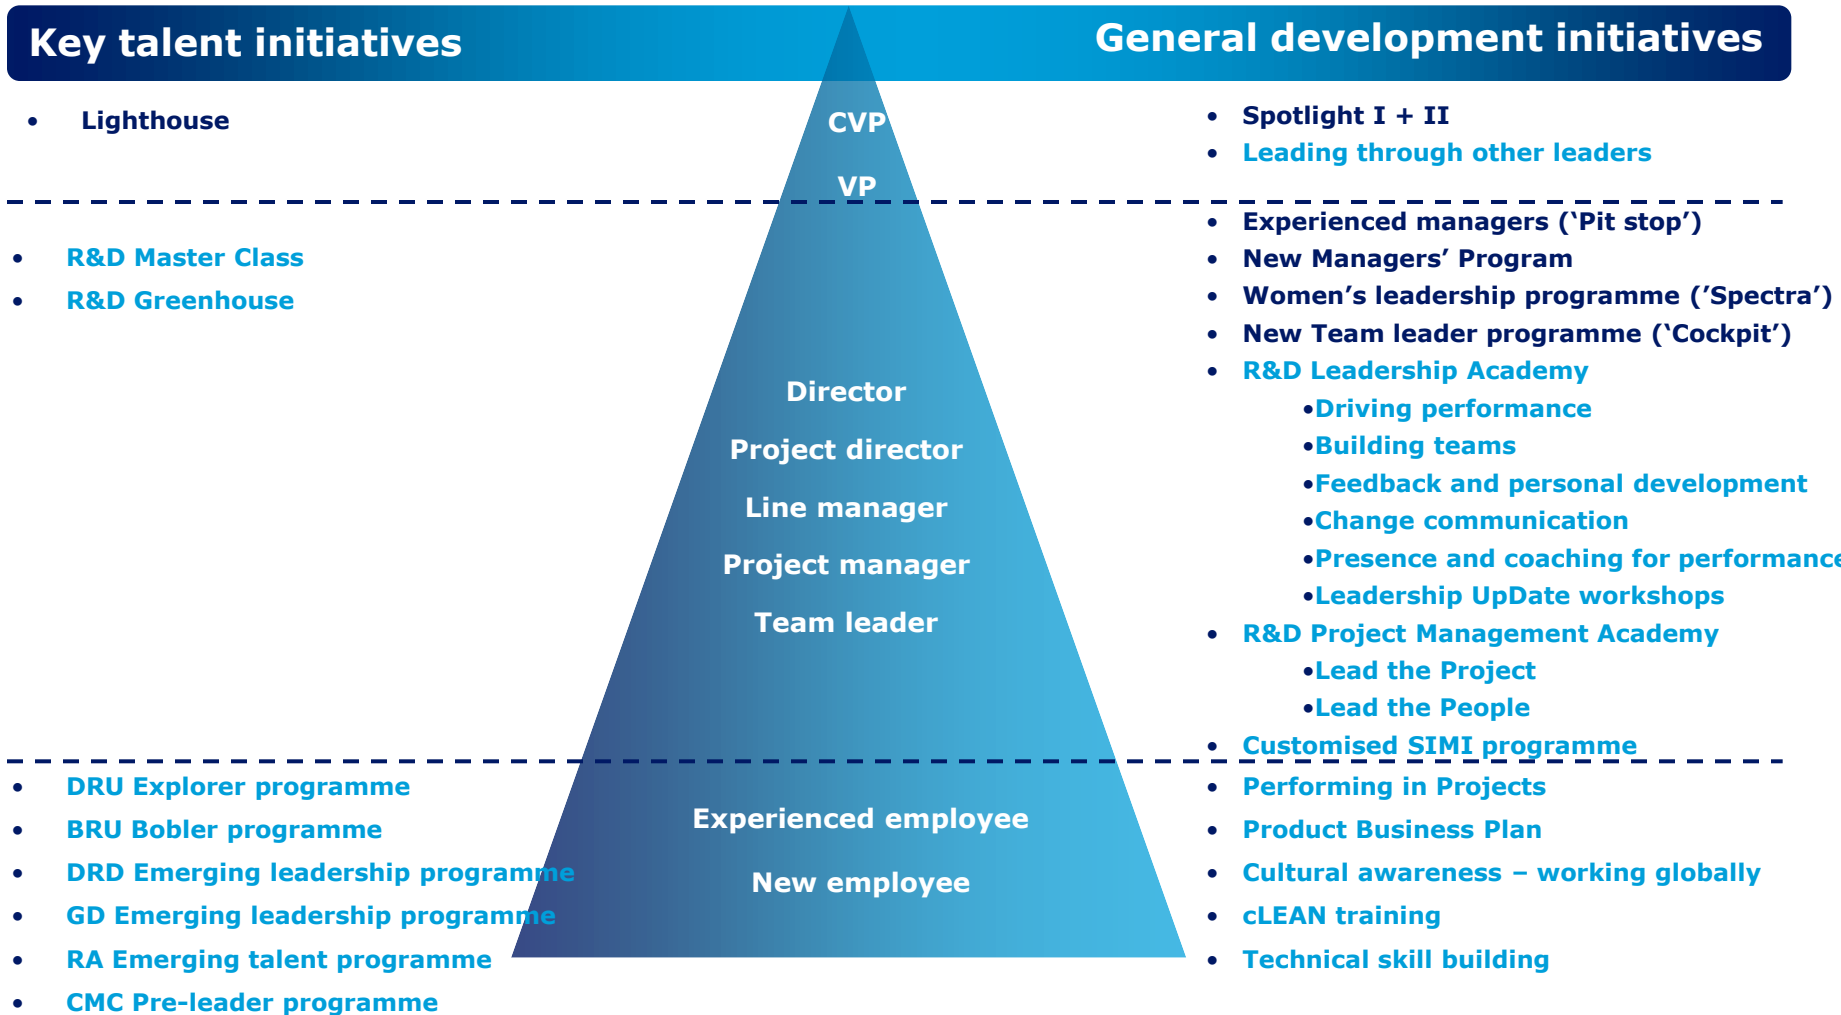 Key talent initiatives
General development initiatives
• Lighthouse
CVP
VP
• Spotlight I + II
• Leading through other leaders
• R&D Master Class
• R&D Greenhouse
Director
Project director
Line manager
Project manager
Team leader
• Experienced managers (‘Pit stop’)
• New Managers’ Program
• Women’s leadership programme (’Spectra’)
• New Team leader programme (‘Cockpit’)
• R&D Leadership Academy
•Driving performance
•Building teams
•Feedback and personal development
•Change communication
•Presence and coaching for performance
•Leadership UpDate workshops
• R&D Project Management Academy
•Lead the Project
•Lead the People
• Customised SIMI programme
• DRU Explorer programme
• BRU Bobler programme
• DRD Emerging leadership programme
• GD Emerging leadership programme
• RA Emerging talent programme
• CMC Pre-leader programme
Experienced employee
New employee
• Performing in Projects
• Product Business Plan
• Cultural awareness – working globally
• cLEAN training
• Technical skill building